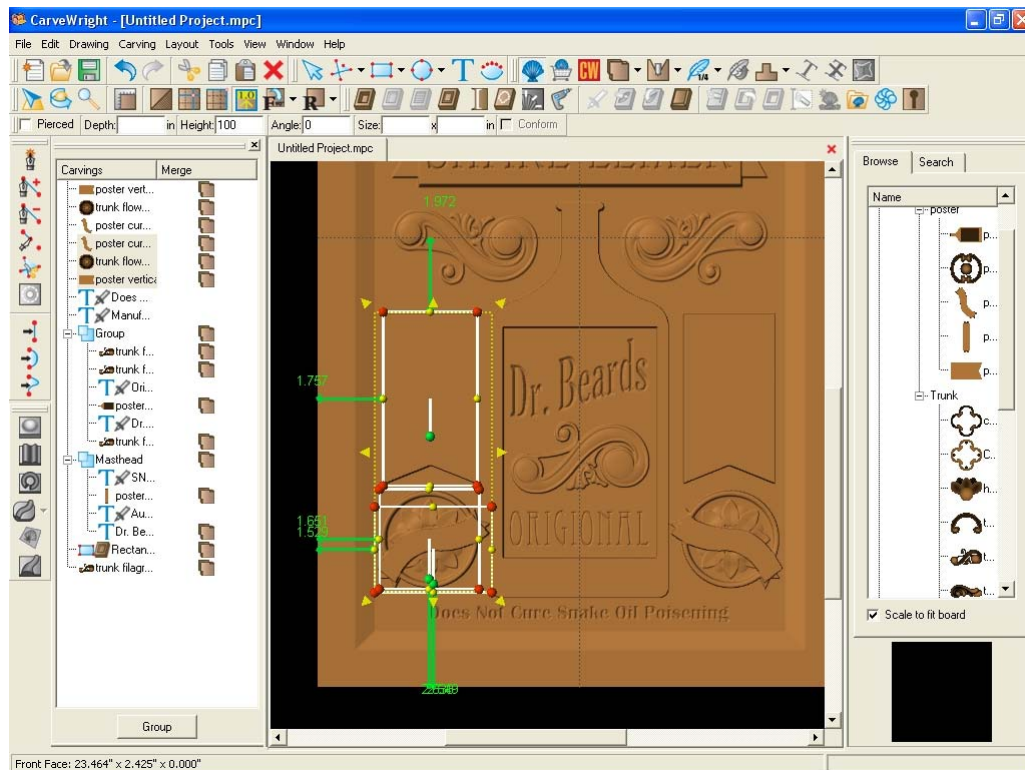 CarveWright - [Untitled Project.mpc]
File Edit Drawing Carving Layout Tools View Window Help
Pierced Depth: in Height: 100 Angle: 0 Size: x in Conform
Carvings Merge
poster vert...
trunk flow...
poster cur...
poster cur...
trunk flow...
poster vertica
Does ...
Manuf...
Group
trunk f...
trunk f...
Ori...
poster...
Dr....
trunk f...
Masthead
SN...
poster...
Au...
Dr. Be...
Rectan...
trunk filagr...
Group
Untitled Project.mpc
1.972
1.757
1.529
Dr. Beards
ORIGIONAL
Does Not Cure Snake Oil Poisening
Browse Search
Name
poster
p...
p...
p...
p...
p...
Trunk
c...
C...
h...
t...
t...
t...
Scale to fit board
Front Face: 23.464" x 2.425" x 0.000"